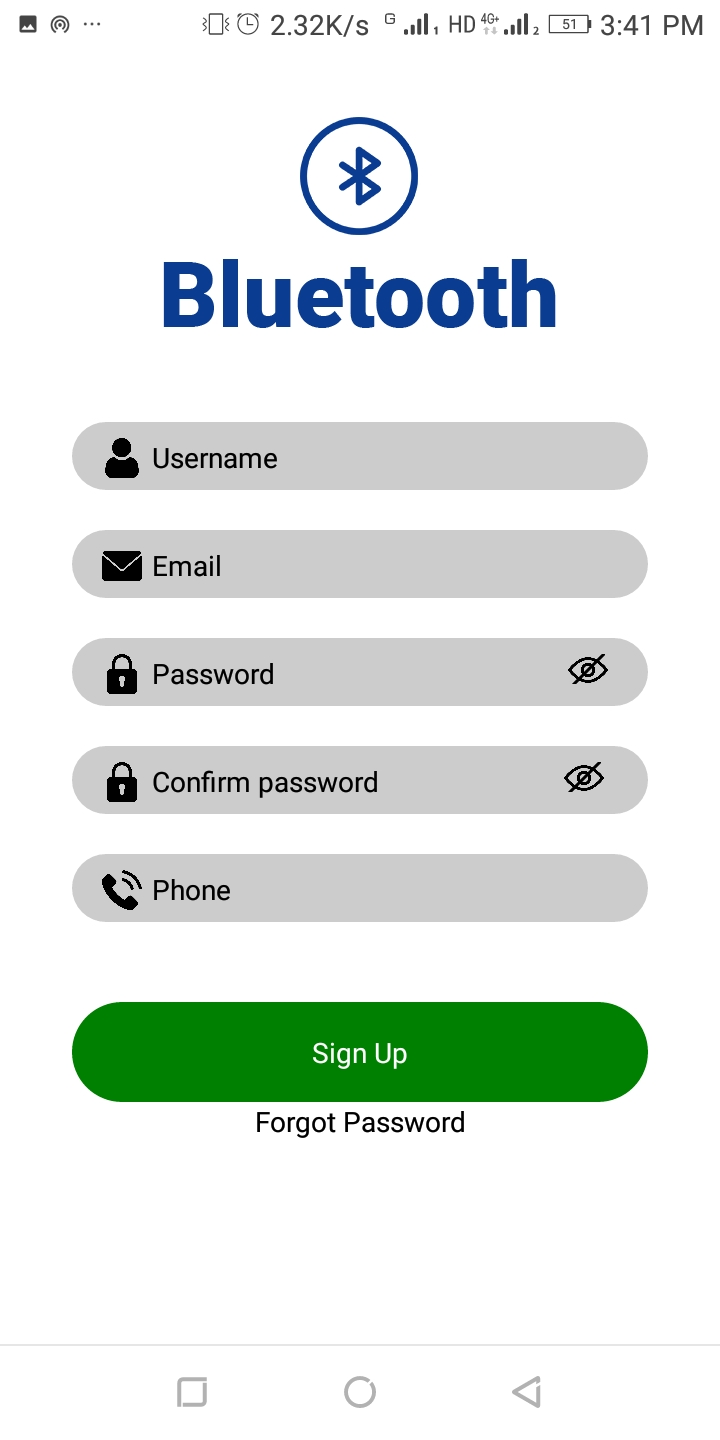 2.32K/s G 1 HD 4G+ 2 51 3:41 PM
Bluetooth
Username
Email
Password
Confirm password
Phone
Sign Up
Forgot Password